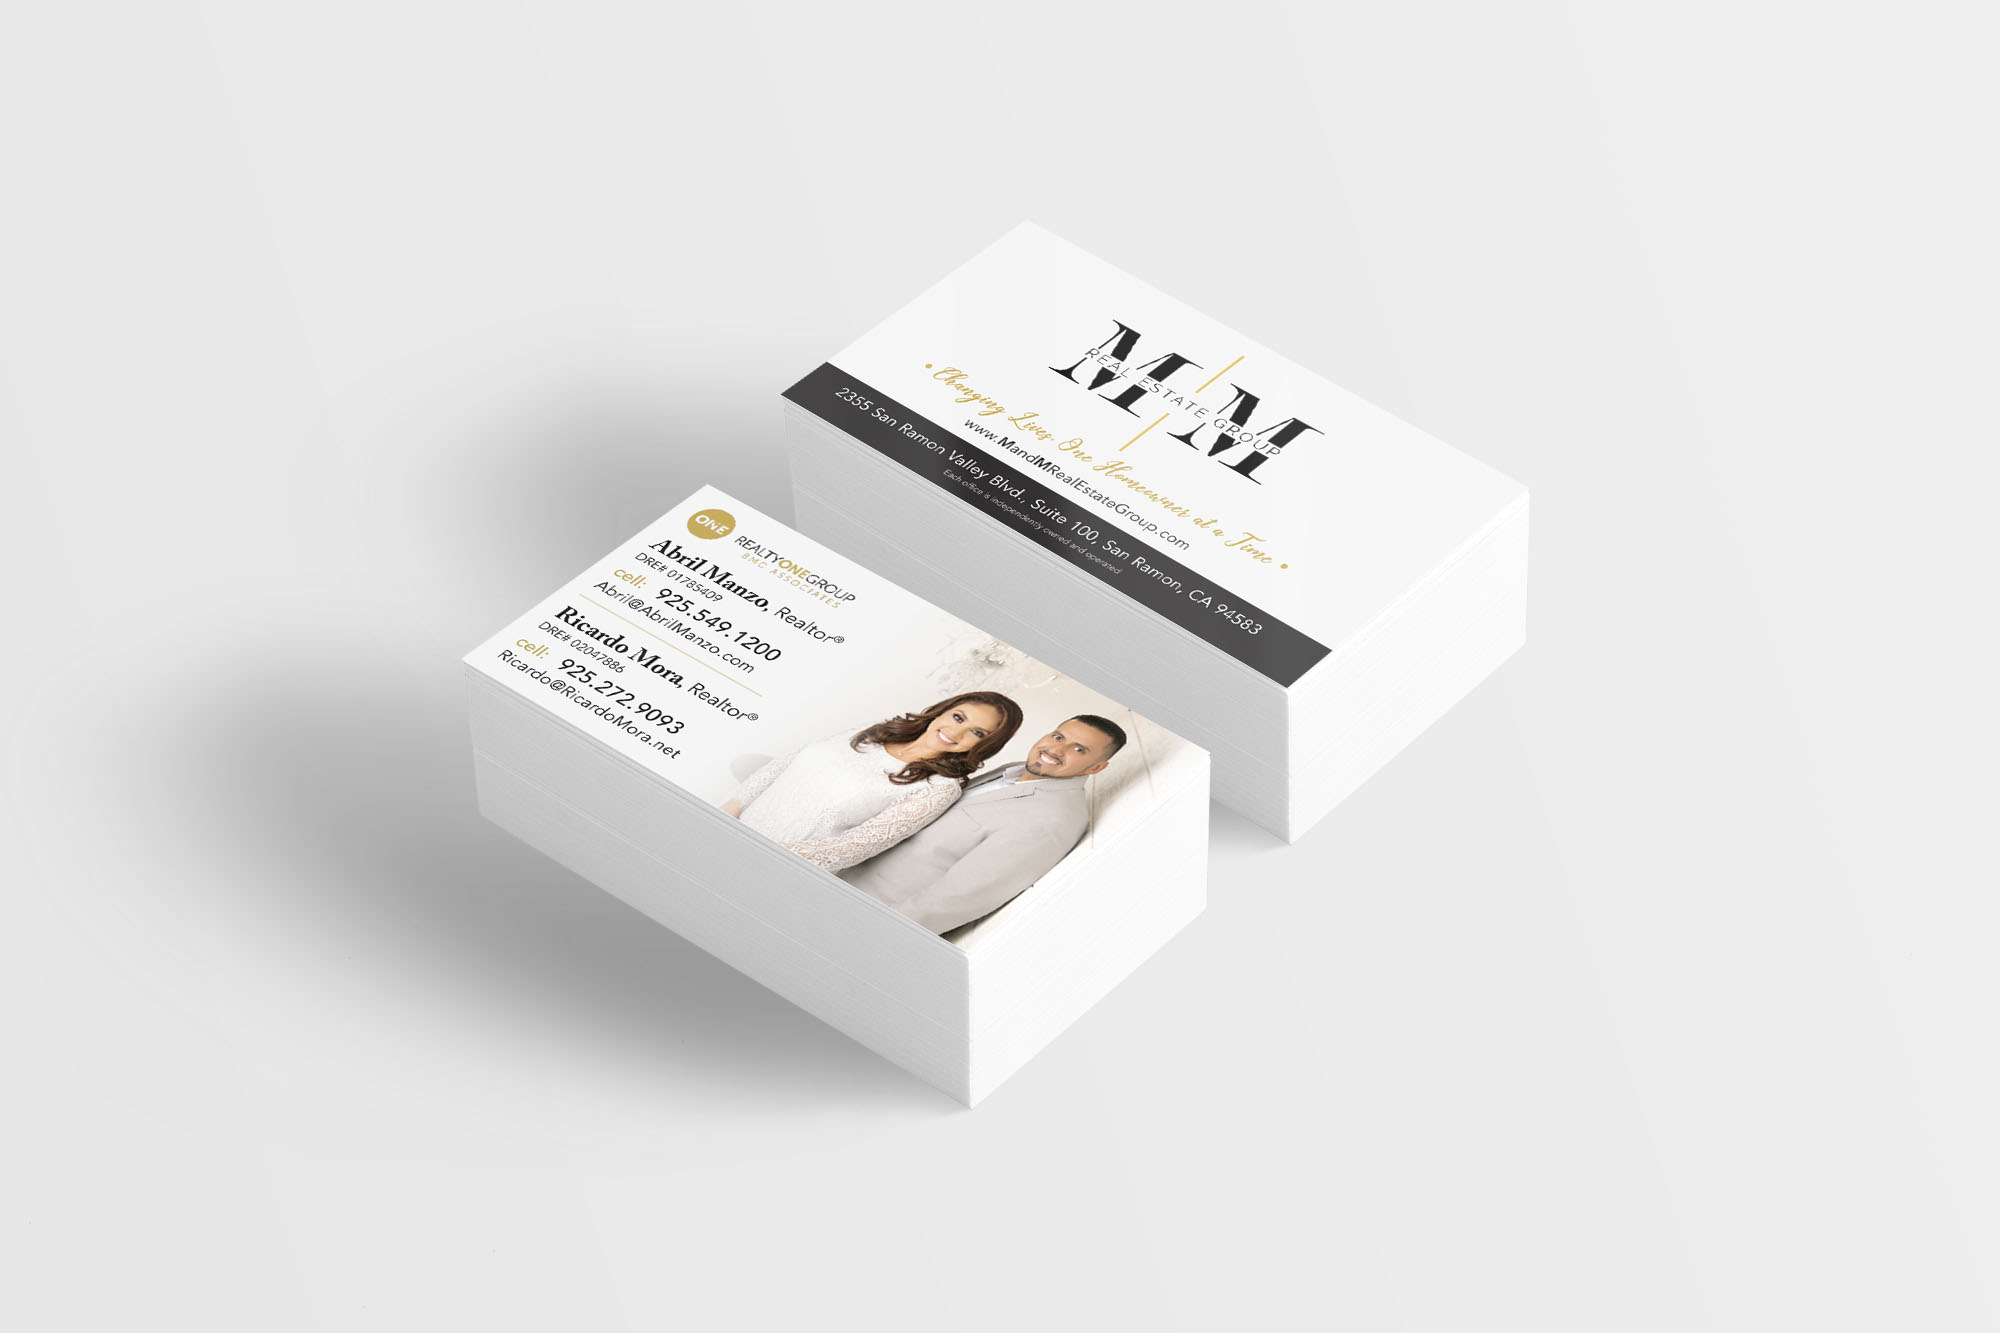 ONE
REALTYONEGROUP
BMC ASSOCIATES
Abril Manzo, Realtor®
DRE# 01785409
cell: 925.549.1200
Abril@AbrilManzo.com
Ricardo Mora, Realtor®
DRE# 02047886
cell: 925.272.9093
Ricardo@RicardoMora.net
M|M
REAL ESTATE GROUP
• Changing Lives, One Homeowner at a Time •
www.MandMRealEstateGroup.com
2355 San Ramon Valley Blvd., Suite 100, San Ramon, CA 94583
Each office is independently owned and operated